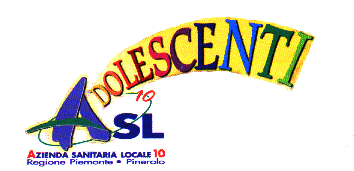 ADOLESCENTI
10
ASL
AZIENDA SANITARIA LOCALE 10
Regione Piemonte • Pinerolo